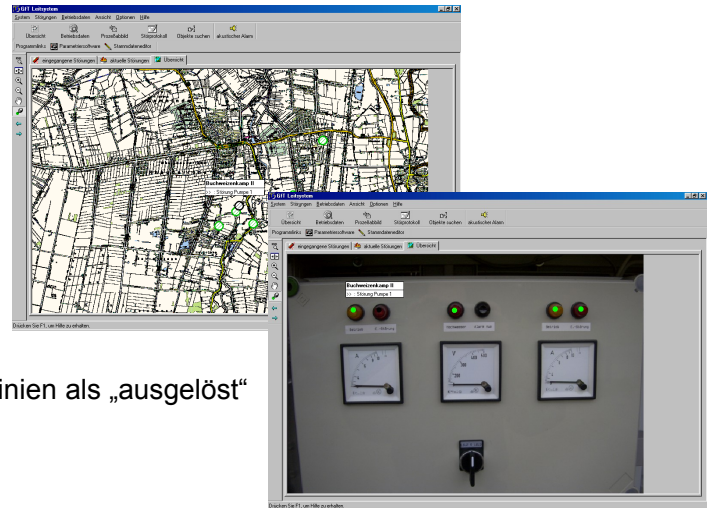 GIT Leitsystem
System Störungen Betriebsdaten Ansicht Optionen Hilfe
Übersicht Betriebsdaten Prozeßabbild Störprotokoll Objekte suchen akustischer Alarm
Programmlinks Parametriersoftware Stammdateneditor
eingegangene Störungen aktuelle Störungen Übersicht
Buchweizenkamp II
>> : Störung Pumpe 1
Drücken Sie F1, um Hilfe zu erhalten.
GIT Leitsystem
System Störungen Betriebsdaten Ansicht Optionen Hilfe
Übersicht Betriebsdaten Prozeßabbild Störprotokoll Objekte suchen akustischer Alarm
Programmlinks Parametriersoftware Stammdateneditor
eingegangene Störungen aktuelle Störungen Übersicht
Buchweizenkamp II
>> : Störung Pumpe 1
A
V
A
Drücken Sie F1, um Hilfe zu erhalten.
inien als „ausgelöst“